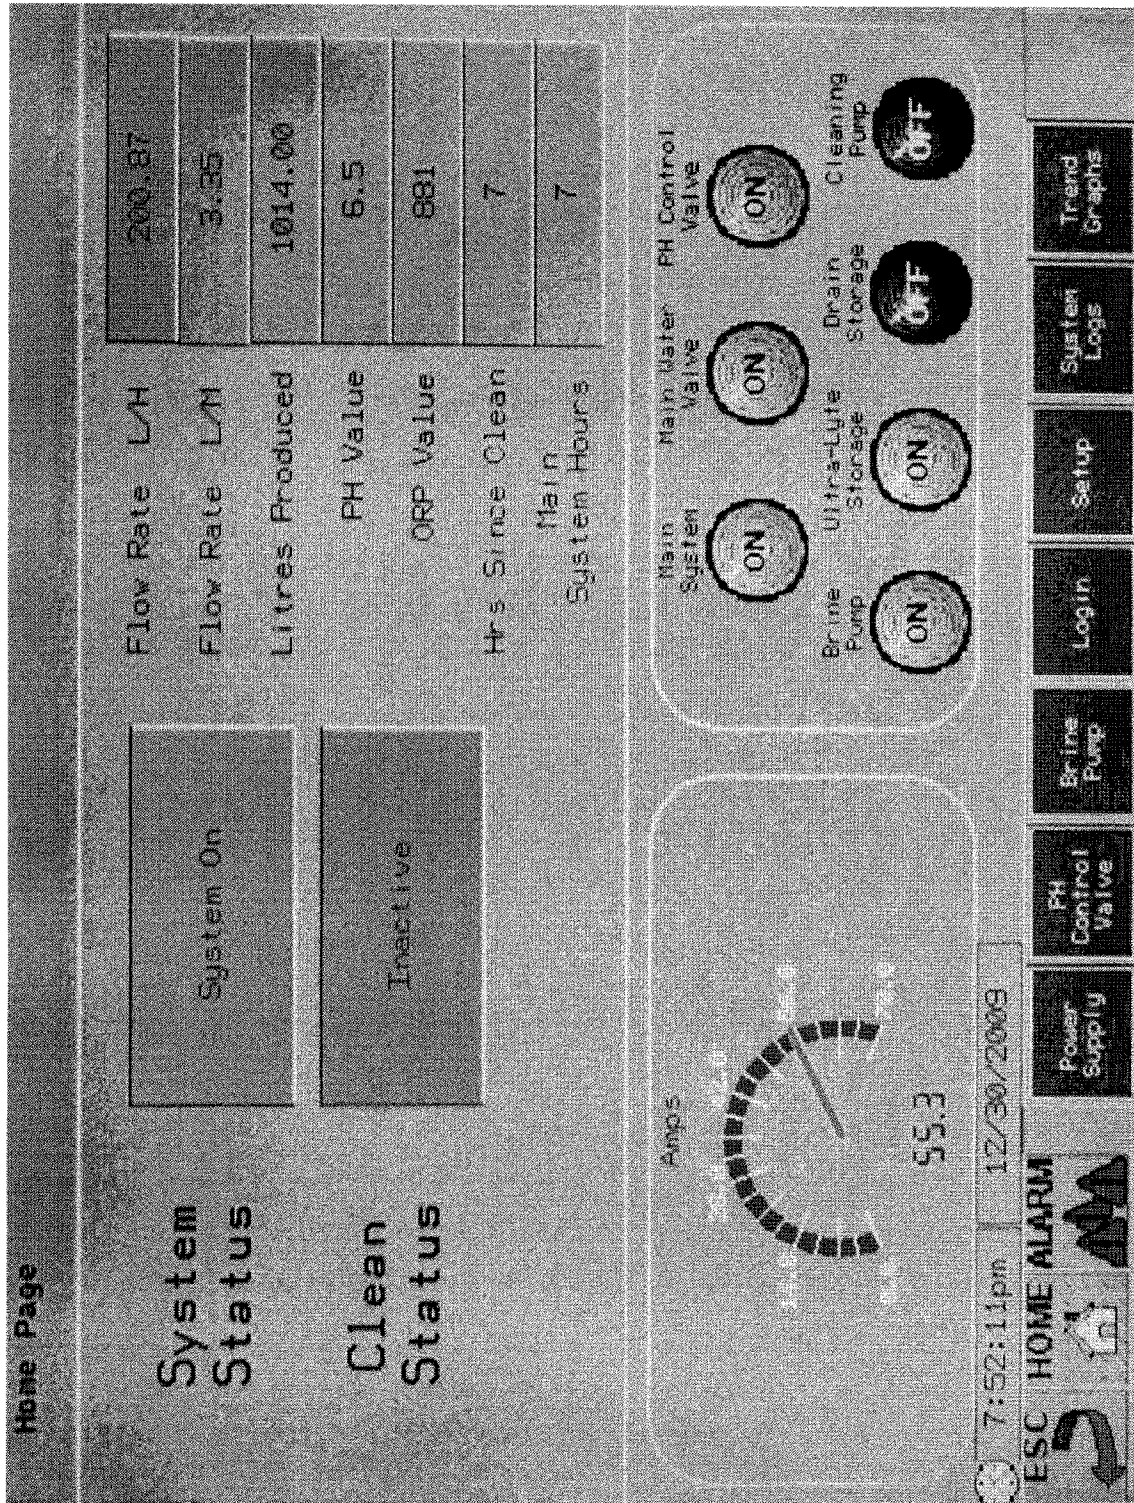 Home Page
System
Status
System On
Clean
Status
Inactive
Flow Rate L/H
200.87
Flow Rate L/M
3.35
Litres Produced
1014.00
PH Value
6.5
ORP Value
881
Hrs Since Clean
7
Main
System Hours
7
Amps
55.3
Main
System
ON
Main Water
Valve
ON
PH Control
Valve
ON
Brine
Pump
ON
Ultra-Lyte
Storage
ON
Drain
Storage
OFF
Cleaning
Pump
OFF
7:52:11pm
12/30/2009
ESC
HOME
ALARM
Power
Supply
PH
Control
Valve
Brine
Pump
Login
Setup
System
Logs
Trend
Graphs